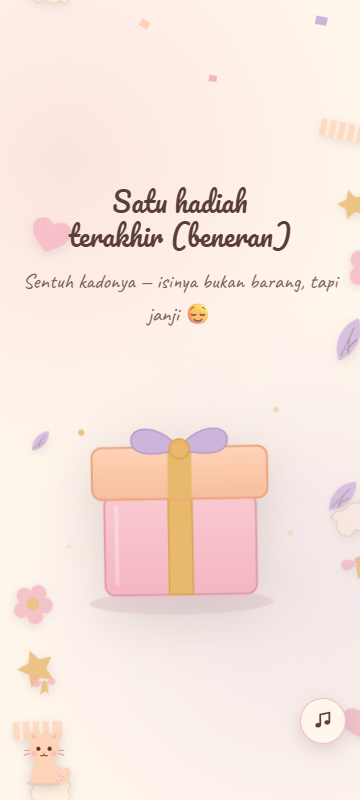 Satu hadiah
terakhir (beneran)
Sentuh kadonya — isinya bukan barang, tapi
janji 😌